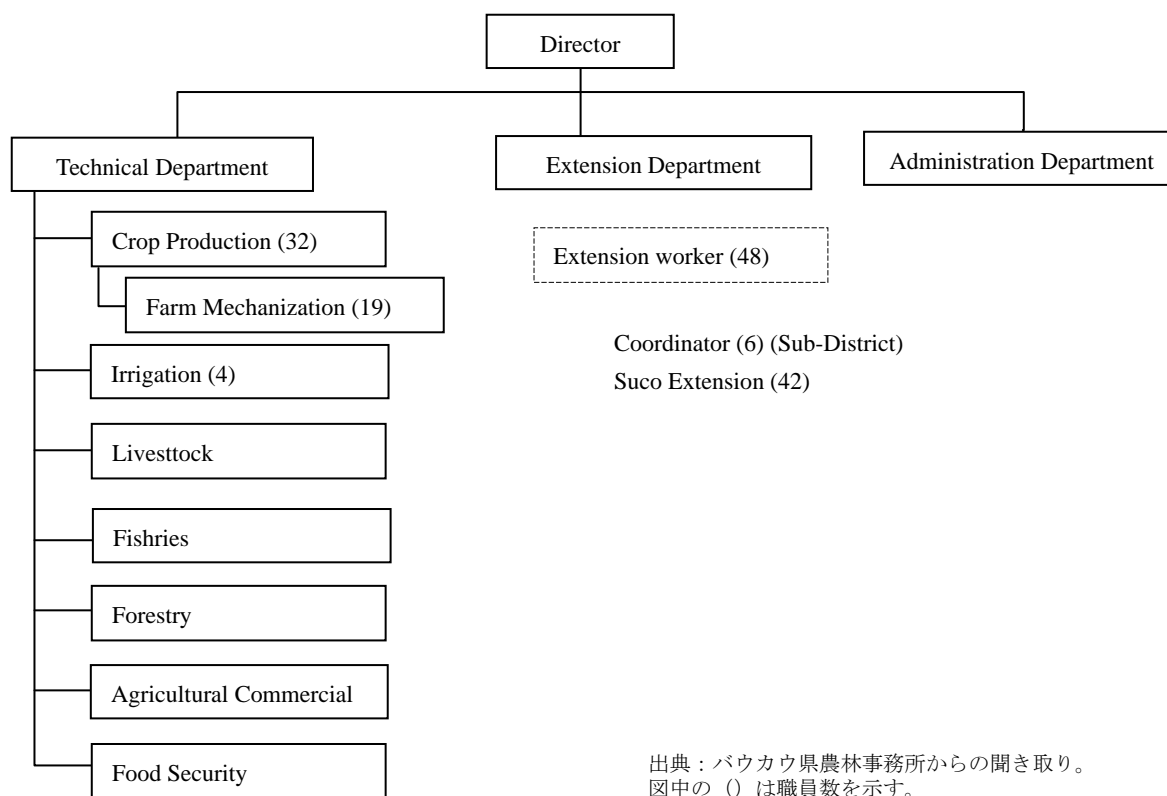 Director
Technical Department
Extension Department
Administration Department
Crop Production (32)
Extension worker (48)
Farm Mechanization (19)
Coordinator (6) (Sub-District)
Irrigation (4)
Suco Extension (42)
Livesttock
Fishries
Forestry
Agricultural Commercial
Food Security
出典：バウカウ県農林事務所からの聞き取り。
図中の（）は職員数を示す。